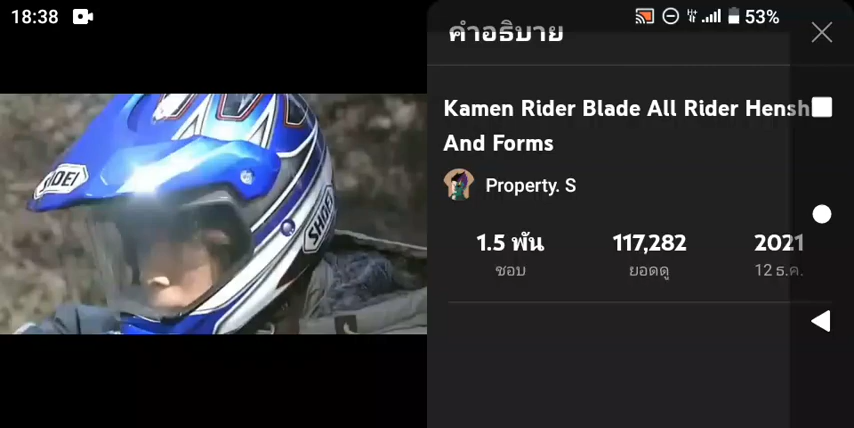 18:38
53%
คำอธิบาย
Kamen Rider Blade All Rider Hensh
And Forms
Property. S
1.5 พัน 117,282 2021
ชอบ ยอดดู 12 ธ.ค.
SHOEI
SHOEI